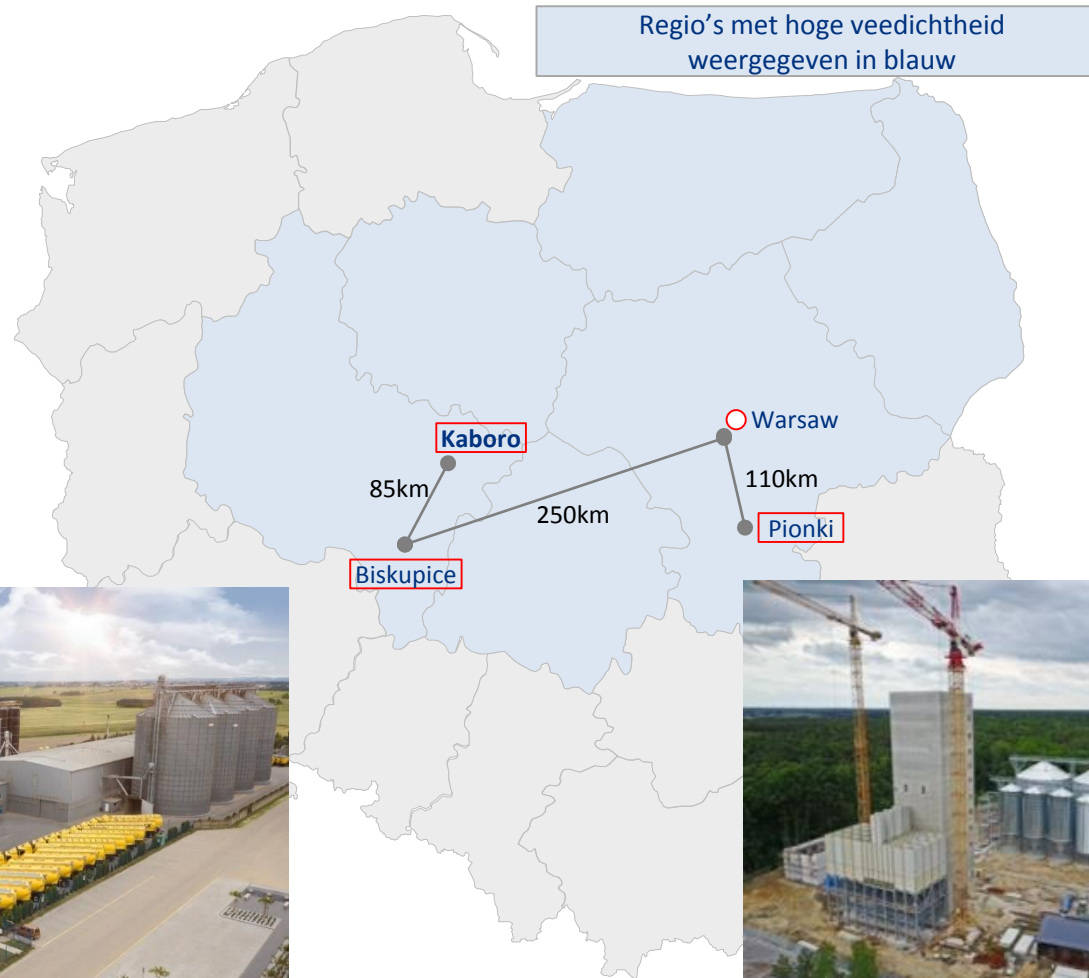 Regio’s met hoge veedichtheid
weergegeven in blauw
Warsaw
Kaboro
85km
110km
250km
Pionki
Biskupice